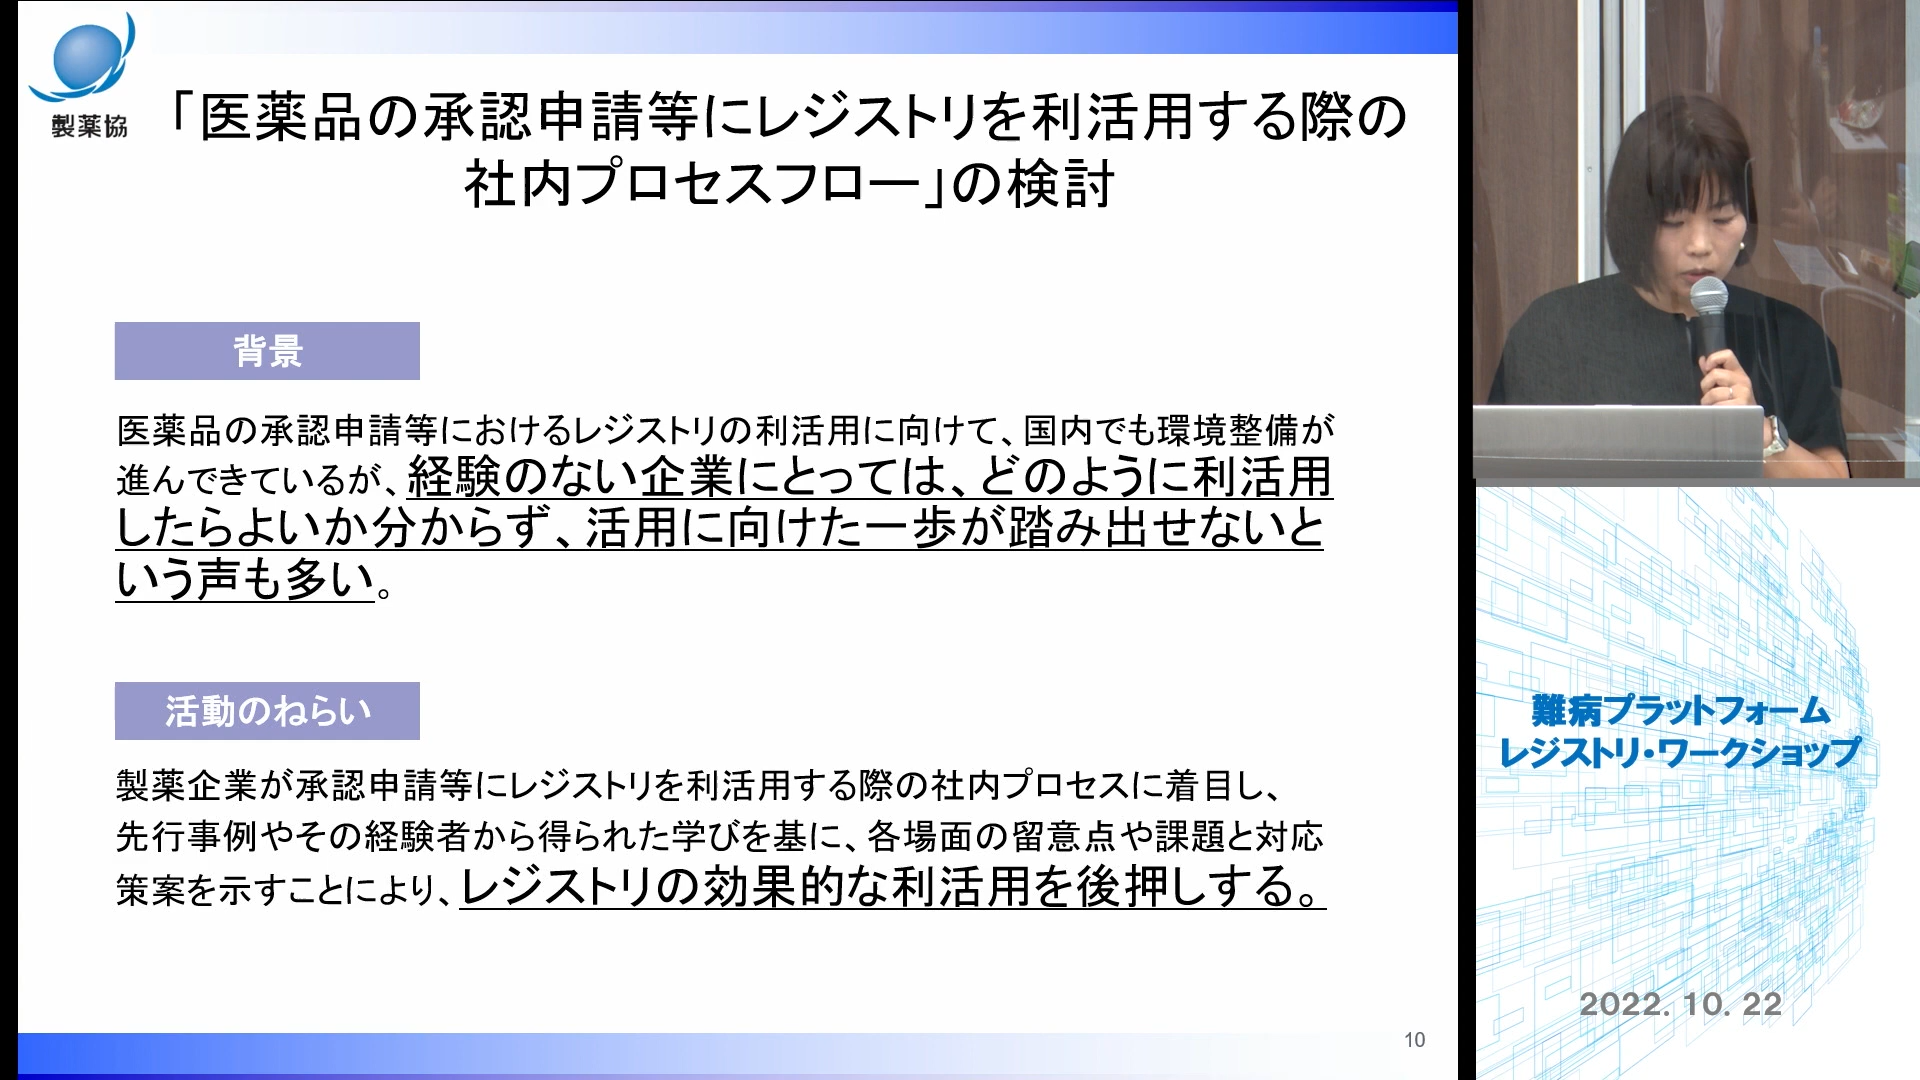 製薬協
「医薬品の承認申請等にレジストリを利活用する際の
社内プロセスフロー」の検討
背景
医薬品の承認申請等におけるレジストリの利活用に向けて、国内でも環境整備が
進んできているが、経験のない企業にとっては、どのように利活用
したらよいか分からず、活用に向けた一歩が踏み出せないと
いう声も多い。
活動のねらい
製薬企業が承認申請等にレジストリを利活用する際の社内プロセスに着目し、
先行事例やその経験者から得られた学びを基に、各場面の留意点や課題と対応
策案を示すことにより、レジストリの効果的な利活用を後押しする。
10
難病プラットフォーム
レジストリ・ワークショップ
2022. 10. 22